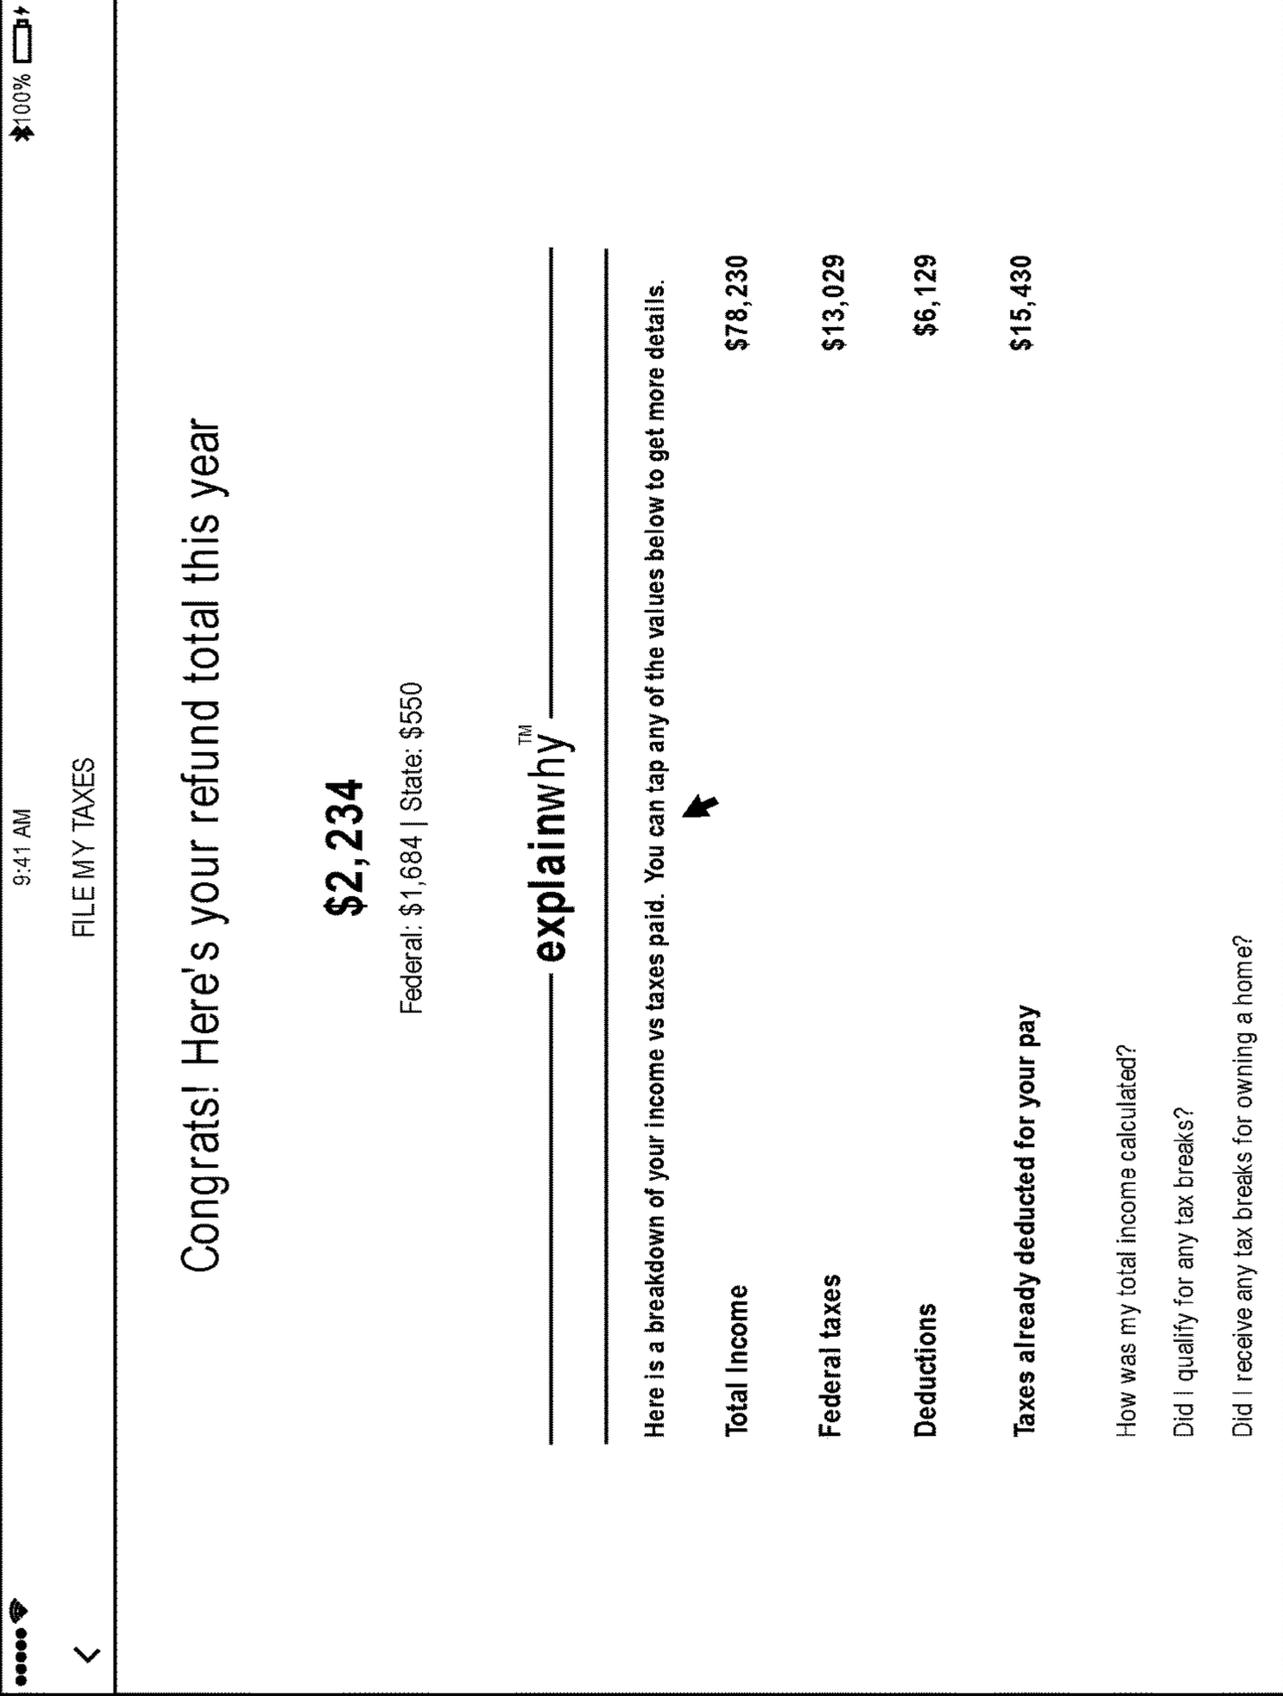 9:41 AM
100%
FILE MY TAXES
Congrats! Here's your refund total this year
$2,234
Federal: $1,684 | State: $550
explainwhy™
Here is a breakdown of your income vs taxes paid. You can tap any of the values below to get more details.
Total Income $78,230
Federal taxes $13,029
Deductions $6,129
Taxes already deducted for your pay $15,430
How was my total income calculated?
Did I qualify for any tax breaks?
Did I receive any tax breaks for owning a home?